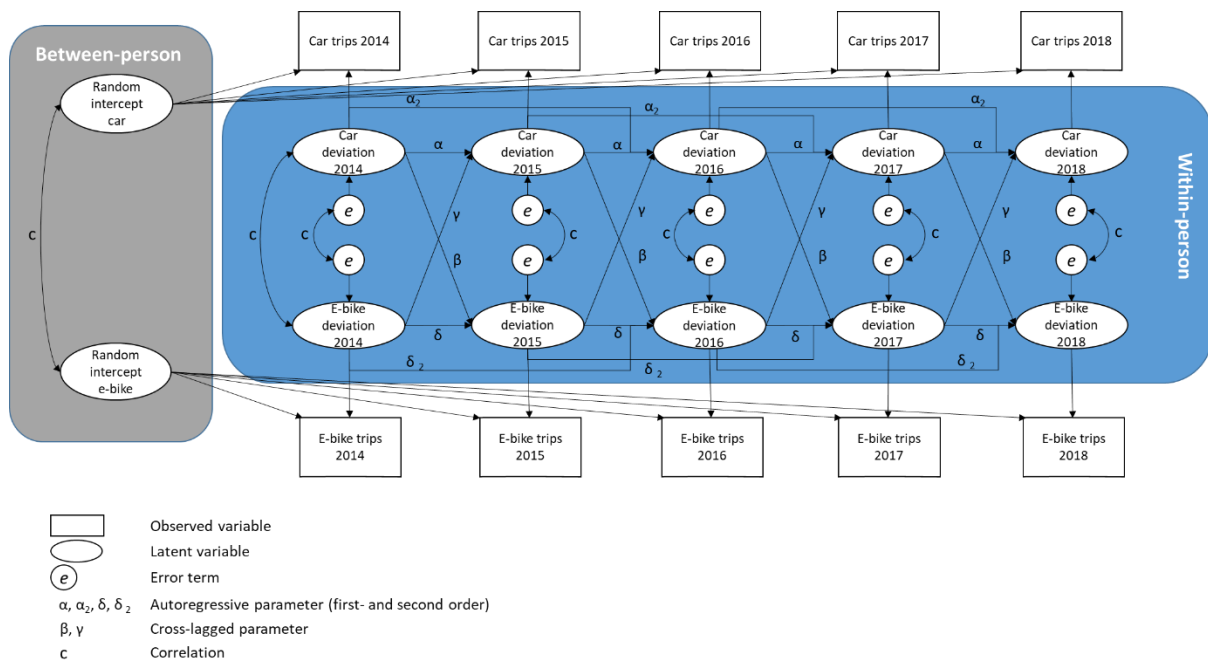 Between-person
Car trips 2014
Car trips 2015
Car trips 2016
Car trips 2017
Car trips 2018
Random
intercept
car
α₂
α₂
α₂
Car
deviation
2014
α
Car
deviation
2015
α
Car
deviation
2016
α
Car
deviation
2017
α
Car
deviation
2018
Within-person
e
e
e
e
e
γ
γ
γ
γ
c
c
c
c
c
c
c
β
β
β
β
e
e
e
e
e
E-bike
deviation
2014
δ
E-bike
deviation
2015
δ
E-bike
deviation
2016
δ
E-bike
deviation
2017
δ
E-bike
deviation
2018
δ ₂
δ ₂
δ ₂
Random
intercept
e-bike
E-bike trips
2014
E-bike trips
2015
E-bike trips
2016
E-bike trips
2017
E-bike trips
2018
Observed variable
Latent variable
e Error term
α, α₂, δ, δ ₂ Autoregressive parameter (first- and second order)
β, γ Cross-lagged parameter
c Correlation